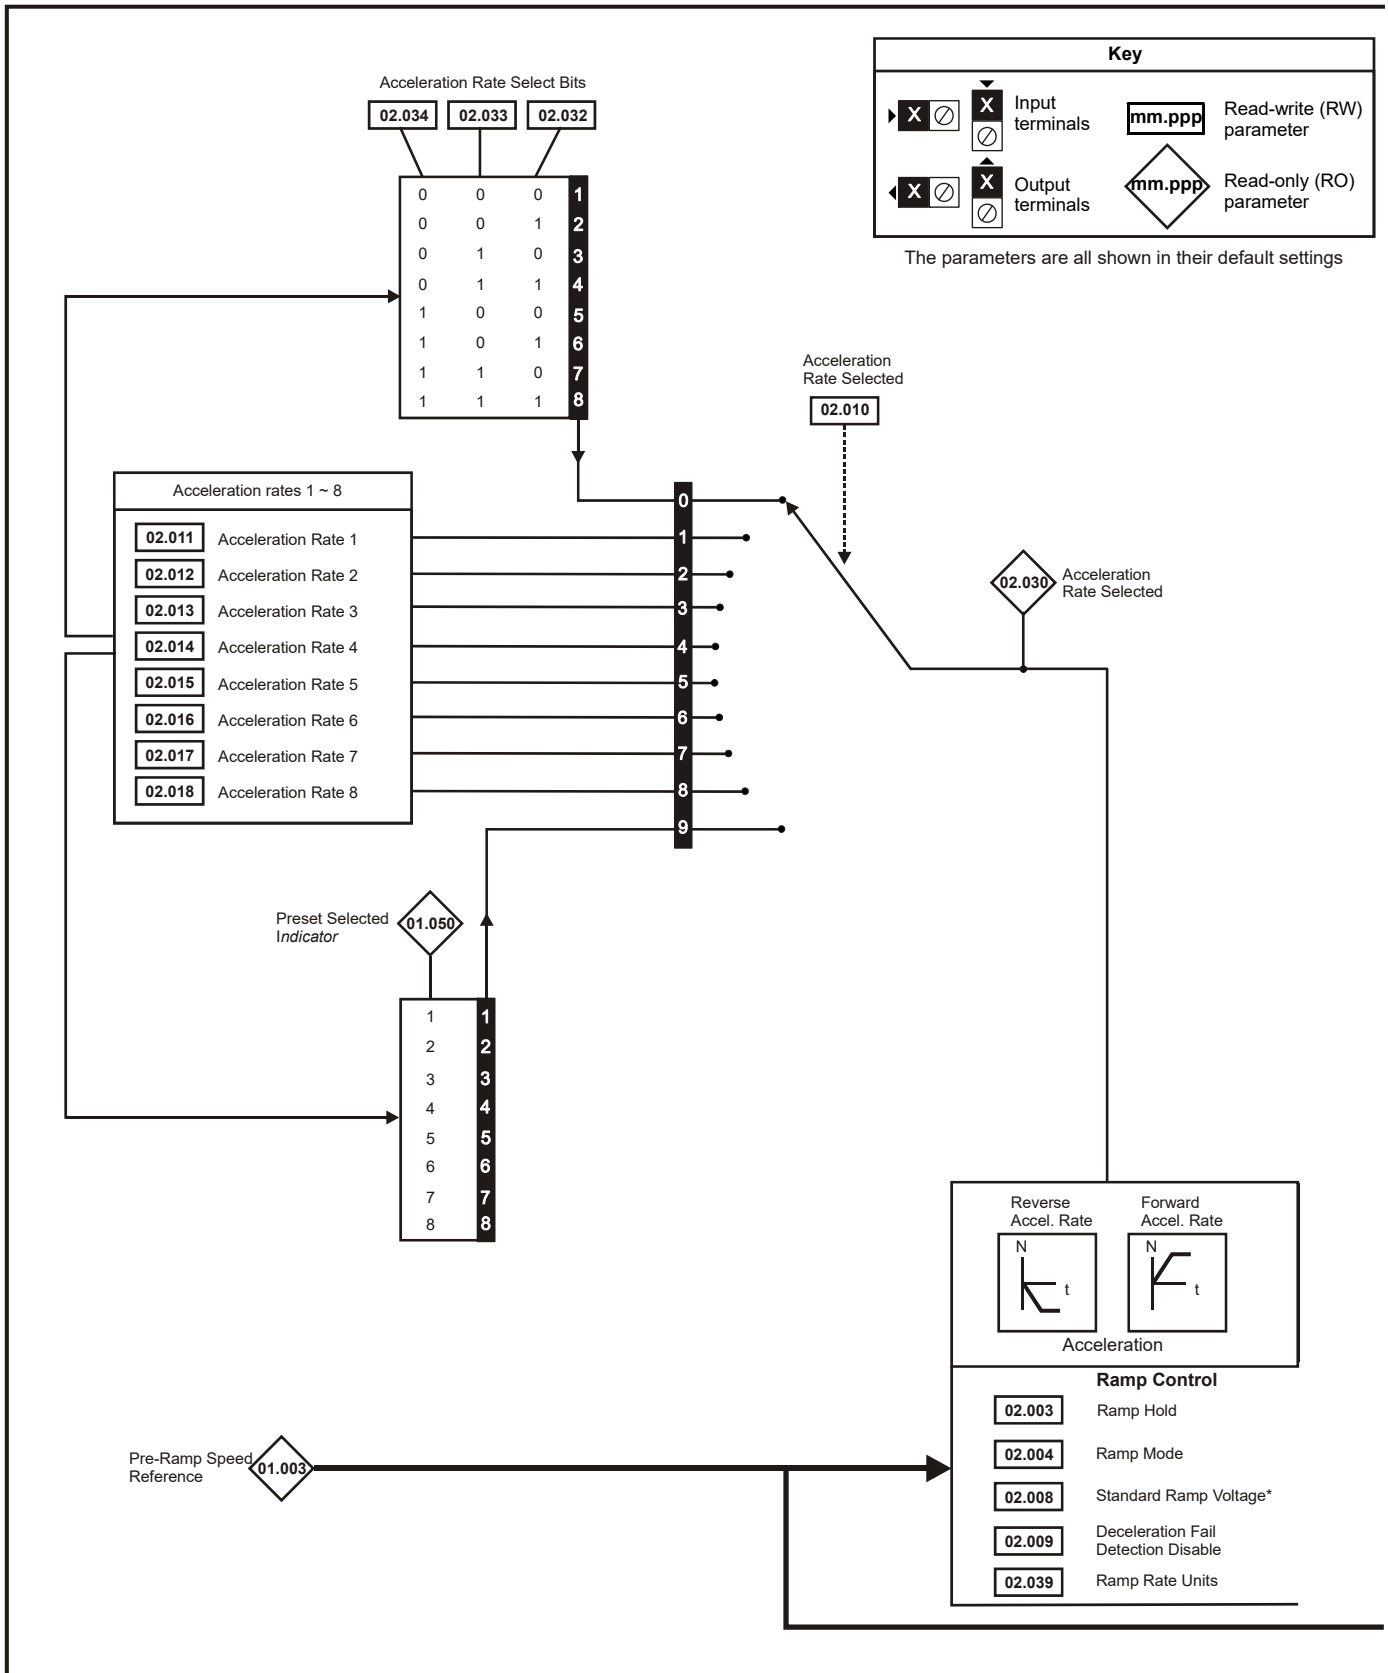 Key
X
X
Input
terminals
mm.ppp
Read-write (RW)
parameter
X
X
Output
terminals
mm.ppp
Read-only (RO)
parameter
The parameters are all shown in their default settings
Acceleration Rate Select Bits
02.034 02.033 02.032
0 0 0 1
0 0 1 2
0 1 0 3
0 1 1 4
1 0 0 5
1 0 1 6
1 1 0 7
1 1 1 8
Acceleration
Rate Selected
02.010
Acceleration rates 1 ~ 8
02.011 Acceleration Rate 1
02.012 Acceleration Rate 2
02.013 Acceleration Rate 3
02.014 Acceleration Rate 4
02.015 Acceleration Rate 5
02.016 Acceleration Rate 6
02.017 Acceleration Rate 7
02.018 Acceleration Rate 8
0
1
2
3
4
5
6
7
8
9
02.030
Acceleration
Rate Selected
Preset Selected
Indicator
01.050
1 1
2 2
3 3
4 4
5 5
6 6
7 7
8 8
Reverse
Accel. Rate
N
t
Forward
Accel. Rate
N
t
Acceleration
Ramp Control
02.003 Ramp Hold
02.004 Ramp Mode
02.008 Standard Ramp Voltage*
02.009 Deceleration Fail
Detection Disable
02.039 Ramp Rate Units
Pre-Ramp Speed
Reference
01.003